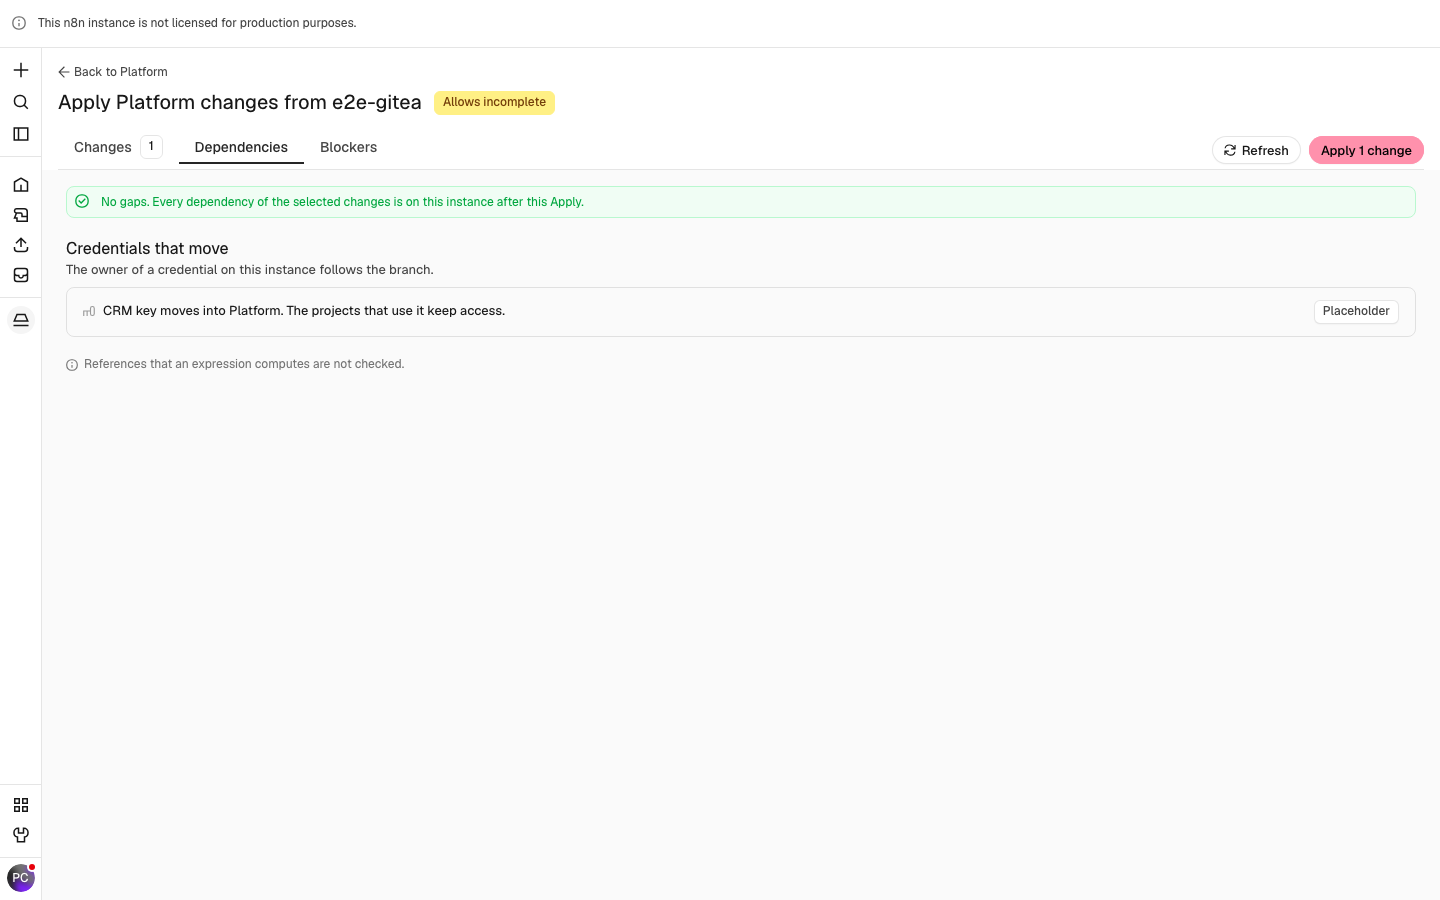 This n8n instance is not licensed for production purposes.
Back to Platform
Apply Platform changes from e2e-gitea
Allows incomplete
Changes 1
Dependencies
Blockers
Refresh
Apply 1 change
No gaps. Every dependency of the selected changes is on this instance after this Apply.
Credentials that move
The owner of a credential on this instance follows the branch.
CRM key moves into Platform. The projects that use it keep access.
Placeholder
References that an expression computes are not checked.
PC